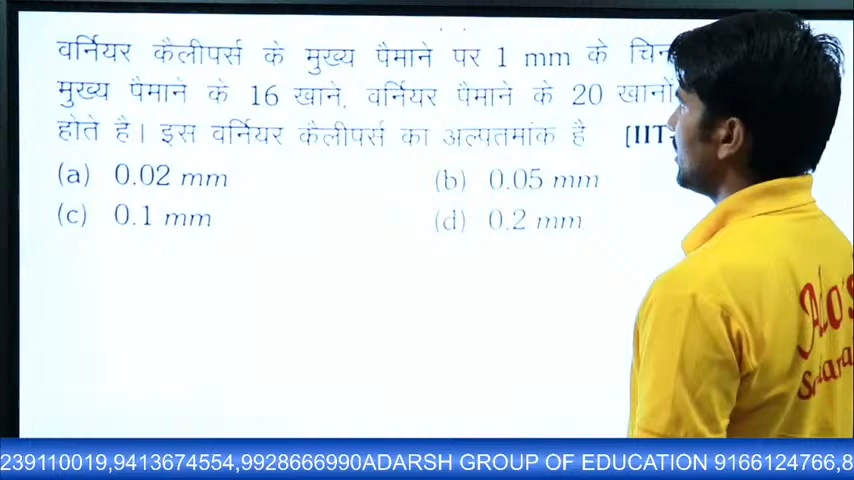 वर्नियर कैलीपर्स के मुख्य पैमाने पर 1 mm के
मुख्य पैमाने के 16 खाने, वर्नियर पैमाने के 20 खानों
होते है। इस वर्नियर कैलीपर्स का अल्पतमांक है [IIT-
(a) 0.02 mm (b) 0.05 mm
(c) 0.1 mm (d) 0.2 mm
239110019,9413674554,9928666990ADARSH GROUP OF EDUCATION 9166124766,8